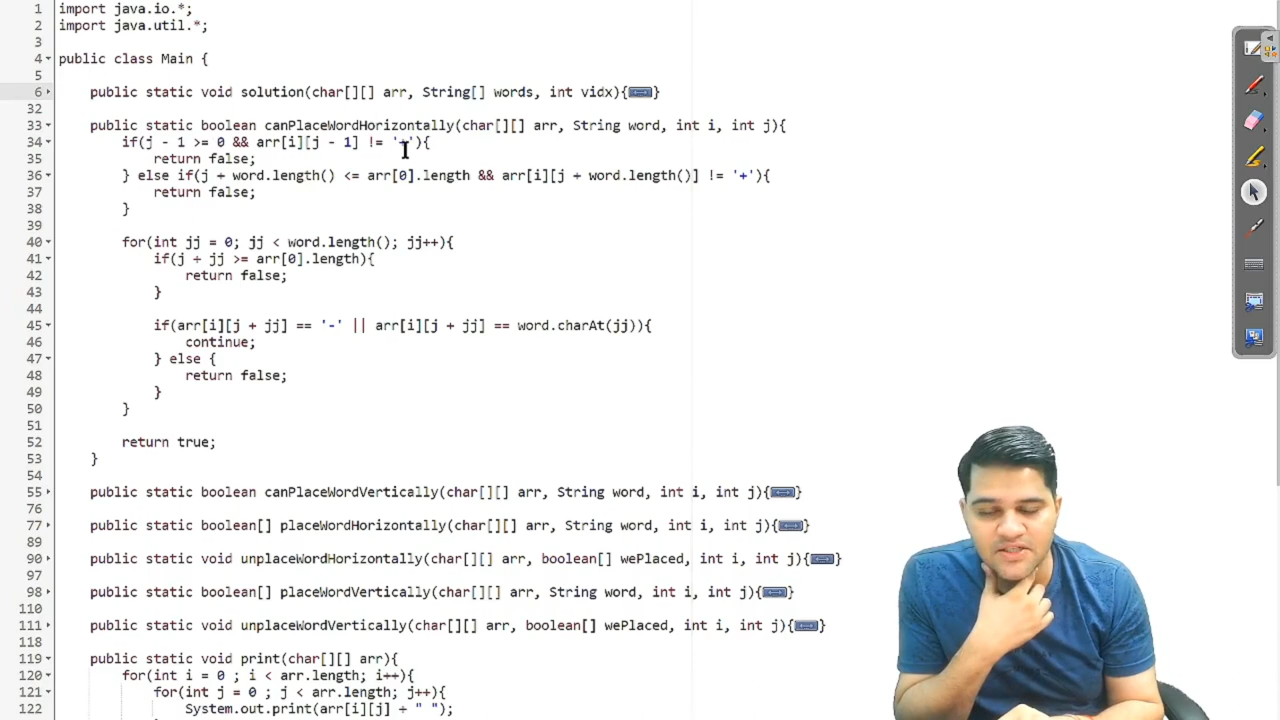 1 import java.io.*;
2 import java.util.*;
3
4 public class Main {
5
6 public static void solution(char[][] arr, String[] words, int vidx){}
32
33 public static boolean canPlaceWordHorizontally(char[][] arr, String word, int i, int j){
34 if(j - 1 >= 0 && arr[i][j - 1] != '+'){
35 return false;
36 } else if(j + word.length() <= arr[0].length && arr[i][j + word.length()] != '+'){
37 return false;
38 }
39
40 for(int jj = 0; jj < word.length(); jj++){
41 if(j + jj >= arr[0].length){
42 return false;
43 }
44
45 if(arr[i][j + jj] == '-' || arr[i][j + jj] == word.charAt(jj)){
46 continue;
47 } else {
48 return false;
49 }
50 }
51
52 return true;
53 }
54
55 public static boolean canPlaceWordVertically(char[][] arr, String word, int i, int j){}
76
77 public static boolean[] placeWordHorizontally(char[][] arr, String word, int i, int j){}
89
90 public static void unplaceWordHorizontally(char[][] arr, boolean[] wePlaced, int i, int j){}
97
98 public static boolean[] placeWordVertically(char[][] arr, String word, int i, int j){}
110
111 public static void unplaceWordVertically(char[][] arr, boolean[] wePlaced, int i, int j){}
118
119 public static void print(char[][] arr){
120 for(int i = 0 ; i < arr.length; i++){
121 for(int j = 0 ; j < arr.length; j++){
122 System.out.print(arr[i][j] + " ");